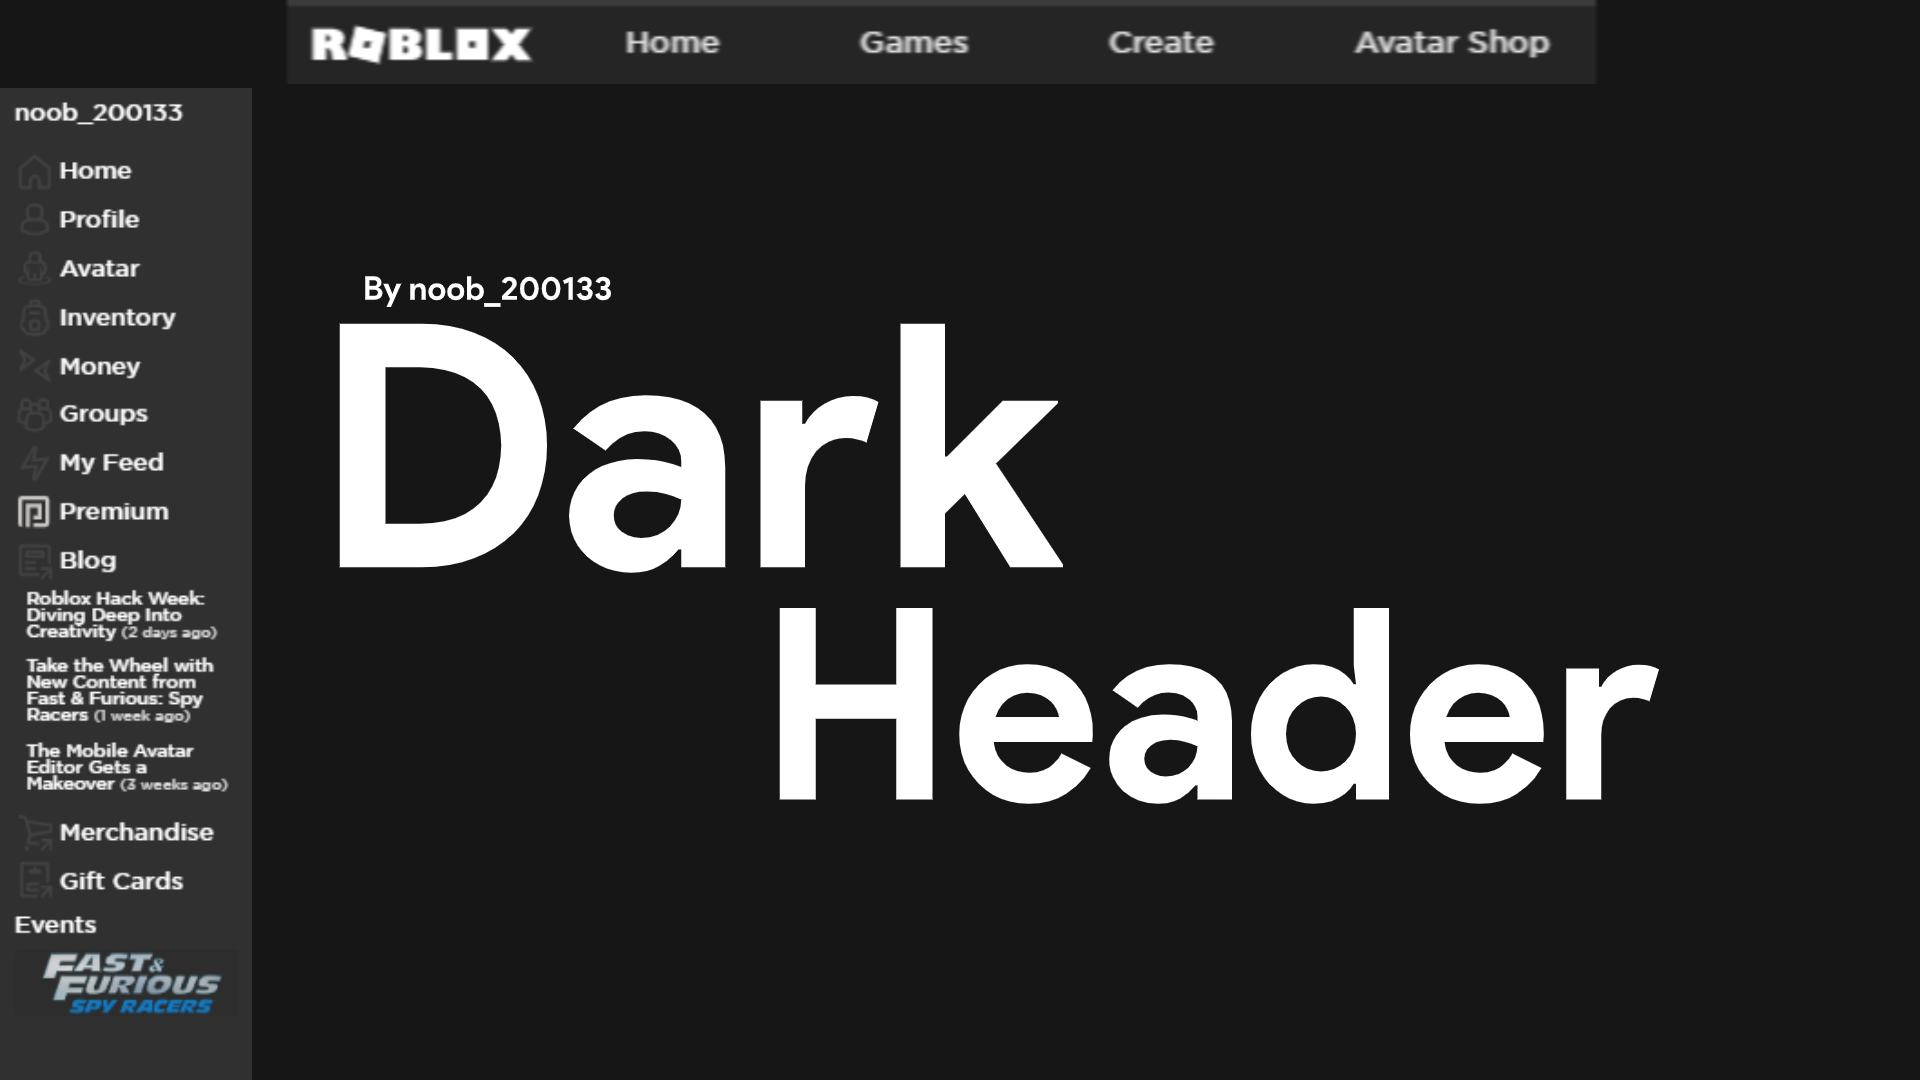 ROBLOX Home Games Create Avatar Shop
noob_200133
Home
Profile
Avatar
Inventory
Money
Groups
My Feed
Premium
Blog
Roblox Hack Week:
Diving Deep Into
Creativity (2 days ago)
Take the Wheel with
New Content from
Fast & Furious: Spy
Racers (1 week ago)
The Mobile Avatar
Editor Gets a
Makeover (3 weeks ago)
Merchandise
Gift Cards
Events
FAST &
FURIOUS
SPY RACERS
By noob_200133
Dark
Header